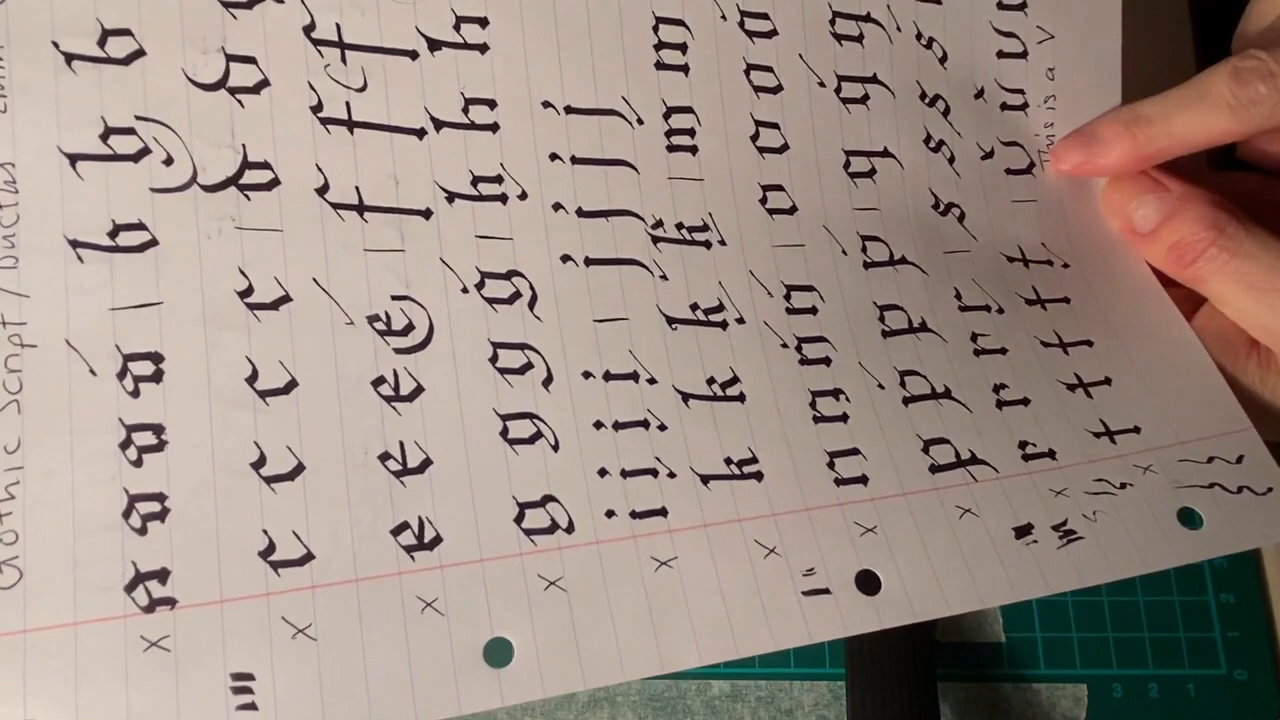 Gothic Script / Ductus
x a a a a | b b b
x c c c c | d d
x e e e e | f f f
x g g g g | h h h
x i i i i | j j j j
x k k k k | m m m
x n n n n | o o o o
x p p p p | q q q
x r r r r | s s s s
x t t t t t | v v v v
This is a V